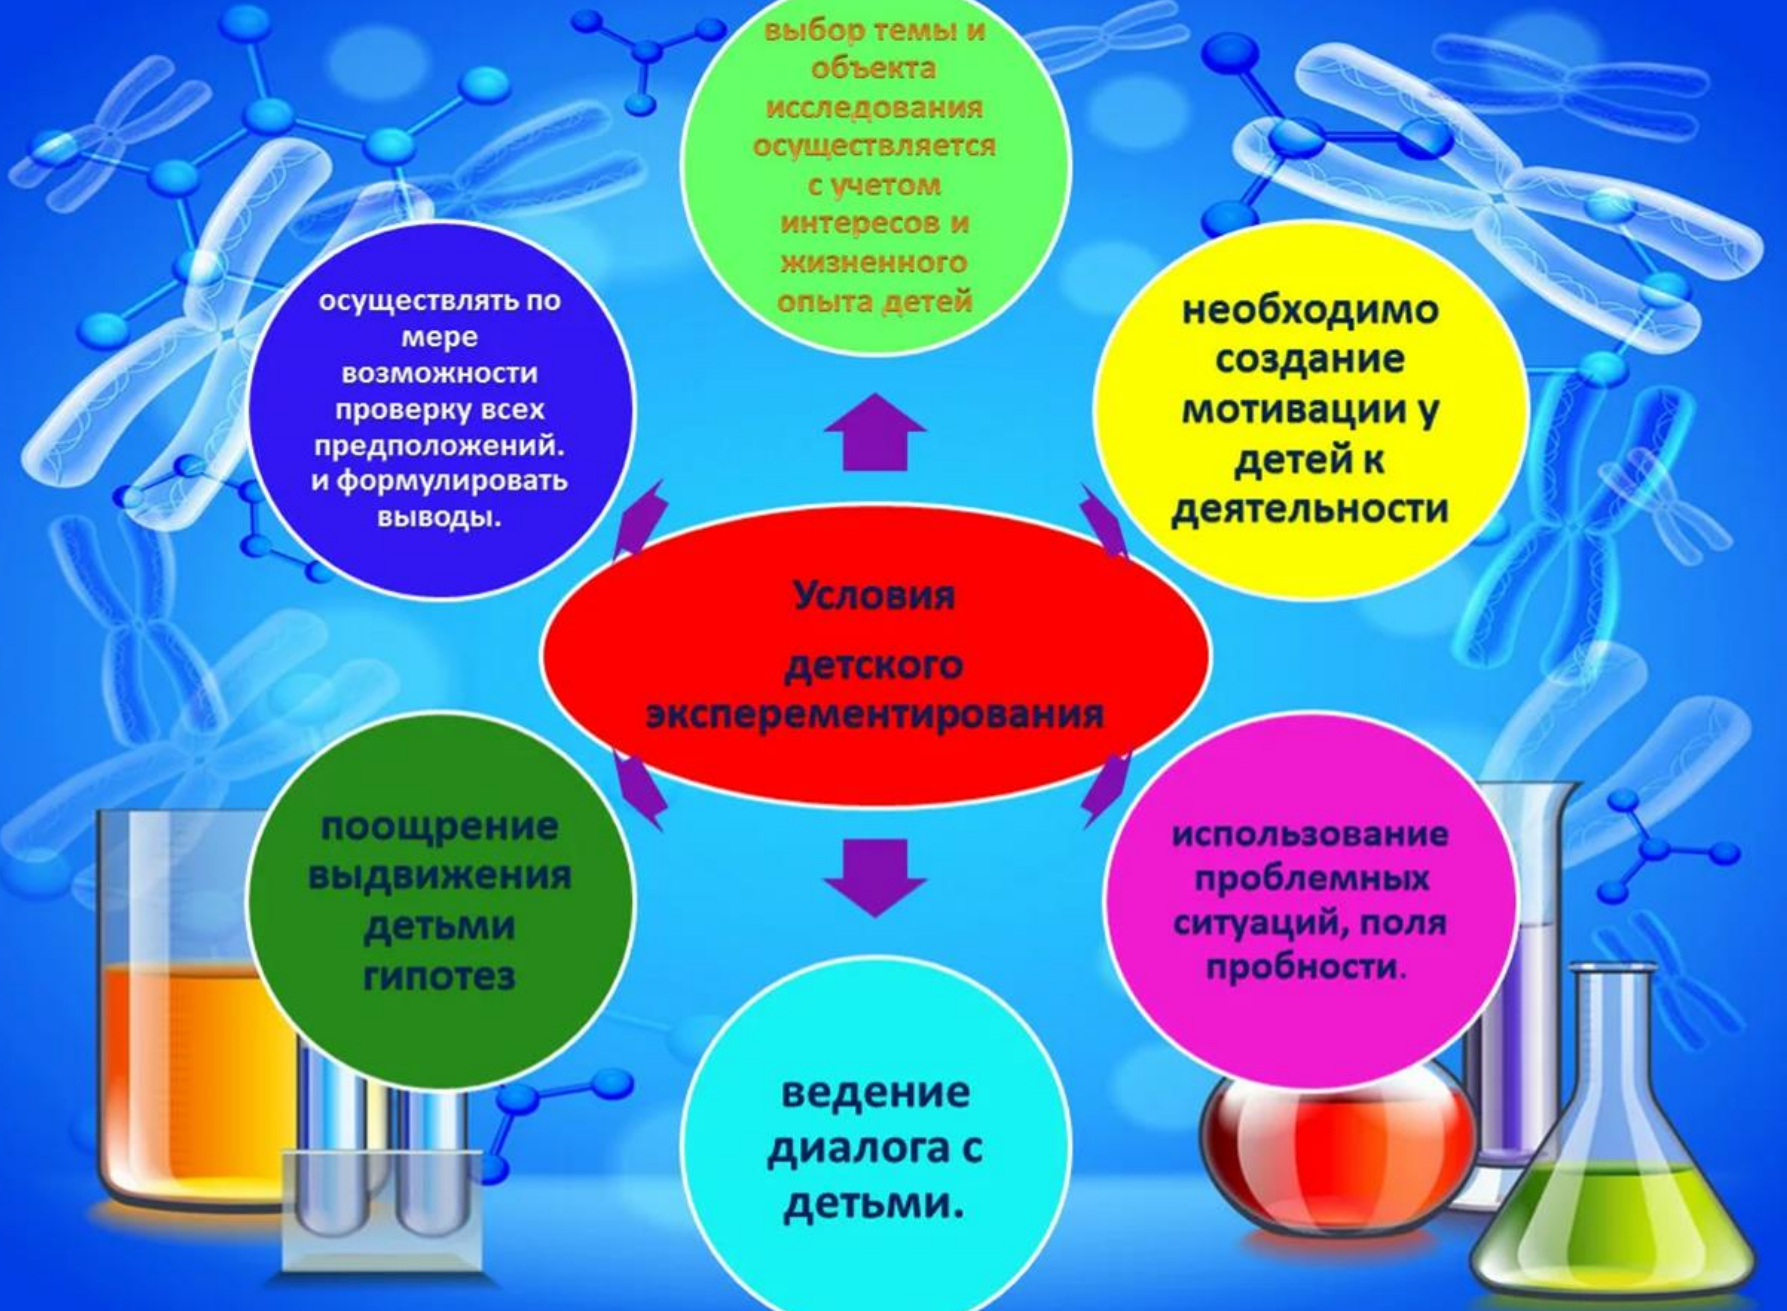 выбор темы и
объекта
исследования
осуществляется
с учетом
интересов и
жизненного
опыта детей
необходимо
создание
мотивации у
детей к
деятельности
использование
проблемных
ситуаций, поля
пробности.
ведение
диалога с
детьми.
поощрение
выдвижения
детьми
гипотез
осуществлять по
мере
возможности
проверку всех
предположений.
и формулировать
выводы.
Условия
детского
эксперементирования